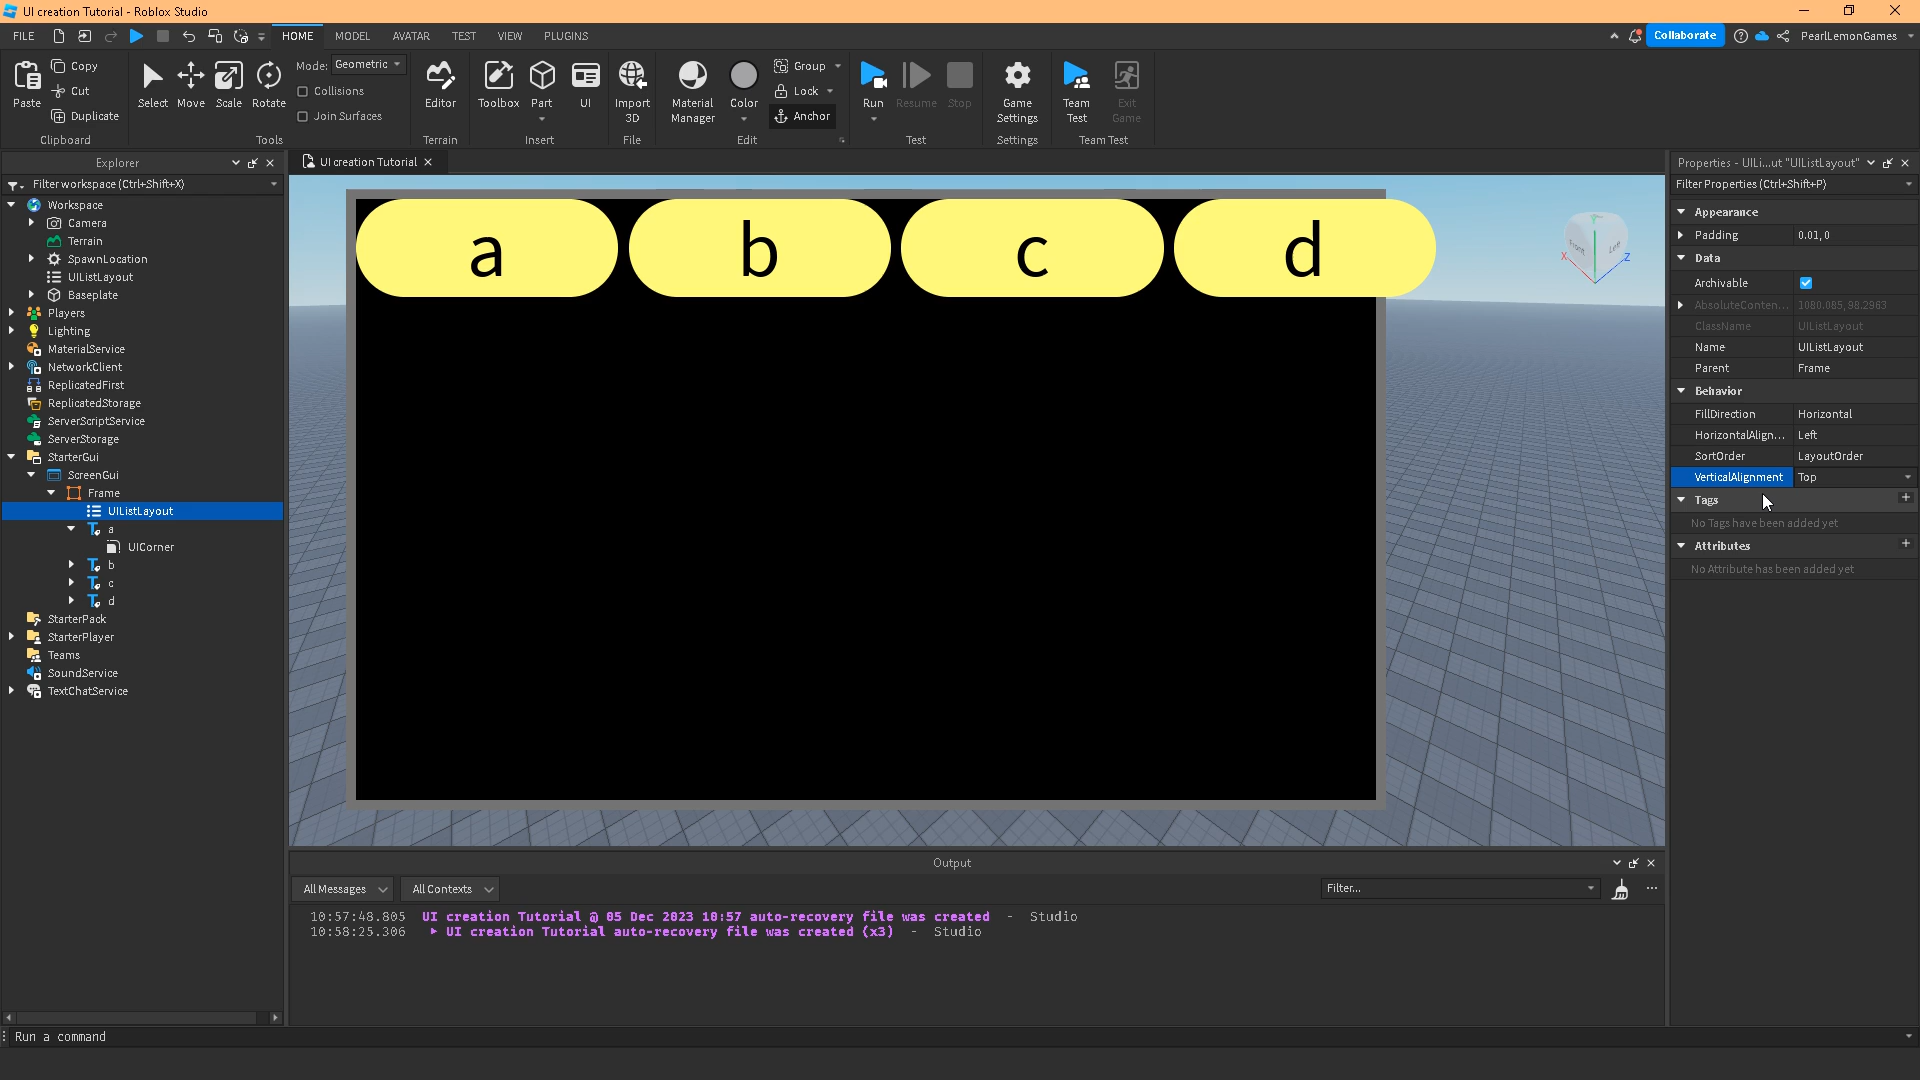 UI creation Tutorial - Roblox Studio
FILE HOME MODEL AVATAR TEST VIEW PLUGINS Collaborate PearlLemonGames
Paste Copy Cut Duplicate Clipboard
Select Move Scale Rotate Mode: Geometric Collisions Join Surfaces Tools
Editor Terrain
Toolbox Part UI Insert
Import 3D File
Material Manager Color Group Lock Anchor Edit
Run Resume Stop Test
Game Settings Settings
Team Test Exit Game Team Test
Explorer
Filter workspace (Ctrl+Shift+X)
Workspace
Camera
Terrain
SpawnLocation
UIListLayout
Baseplate
Players
Lighting
MaterialService
NetworkClient
ReplicatedFirst
ReplicatedStorage
ServerScriptService
ServerStorage
StarterGui
ScreenGui
Frame
UIListLayout
a
UICorner
b
c
d
StarterPack
StarterPlayer
Teams
SoundService
TextChatService
UI creation Tutorial
a b c d
Front Left
X Y Z
Properties - UILi...ut "UIListLayout"
Filter Properties (Ctrl+Shift+P)
Appearance
Padding 0.01, 0
Data
Archivable
AbsoluteConten... 1080.085, 98.2963
ClassName UIListLayout
Name UIListLayout
Parent Frame
Behavior
FillDirection Horizontal
HorizontalAlign... Left
SortOrder LayoutOrder
VerticalAlignment Top
Tags
No Tags have been added yet
Attributes
No Attribute has been added yet
Output
All Messages All Contexts Filter...
10:57:48.805 UI creation Tutorial @ 05 Dec 2023 10:57 auto-recovery file was created - Studio
10:58:25.306 UI creation Tutorial auto-recovery file was created (x3) - Studio
Run a command